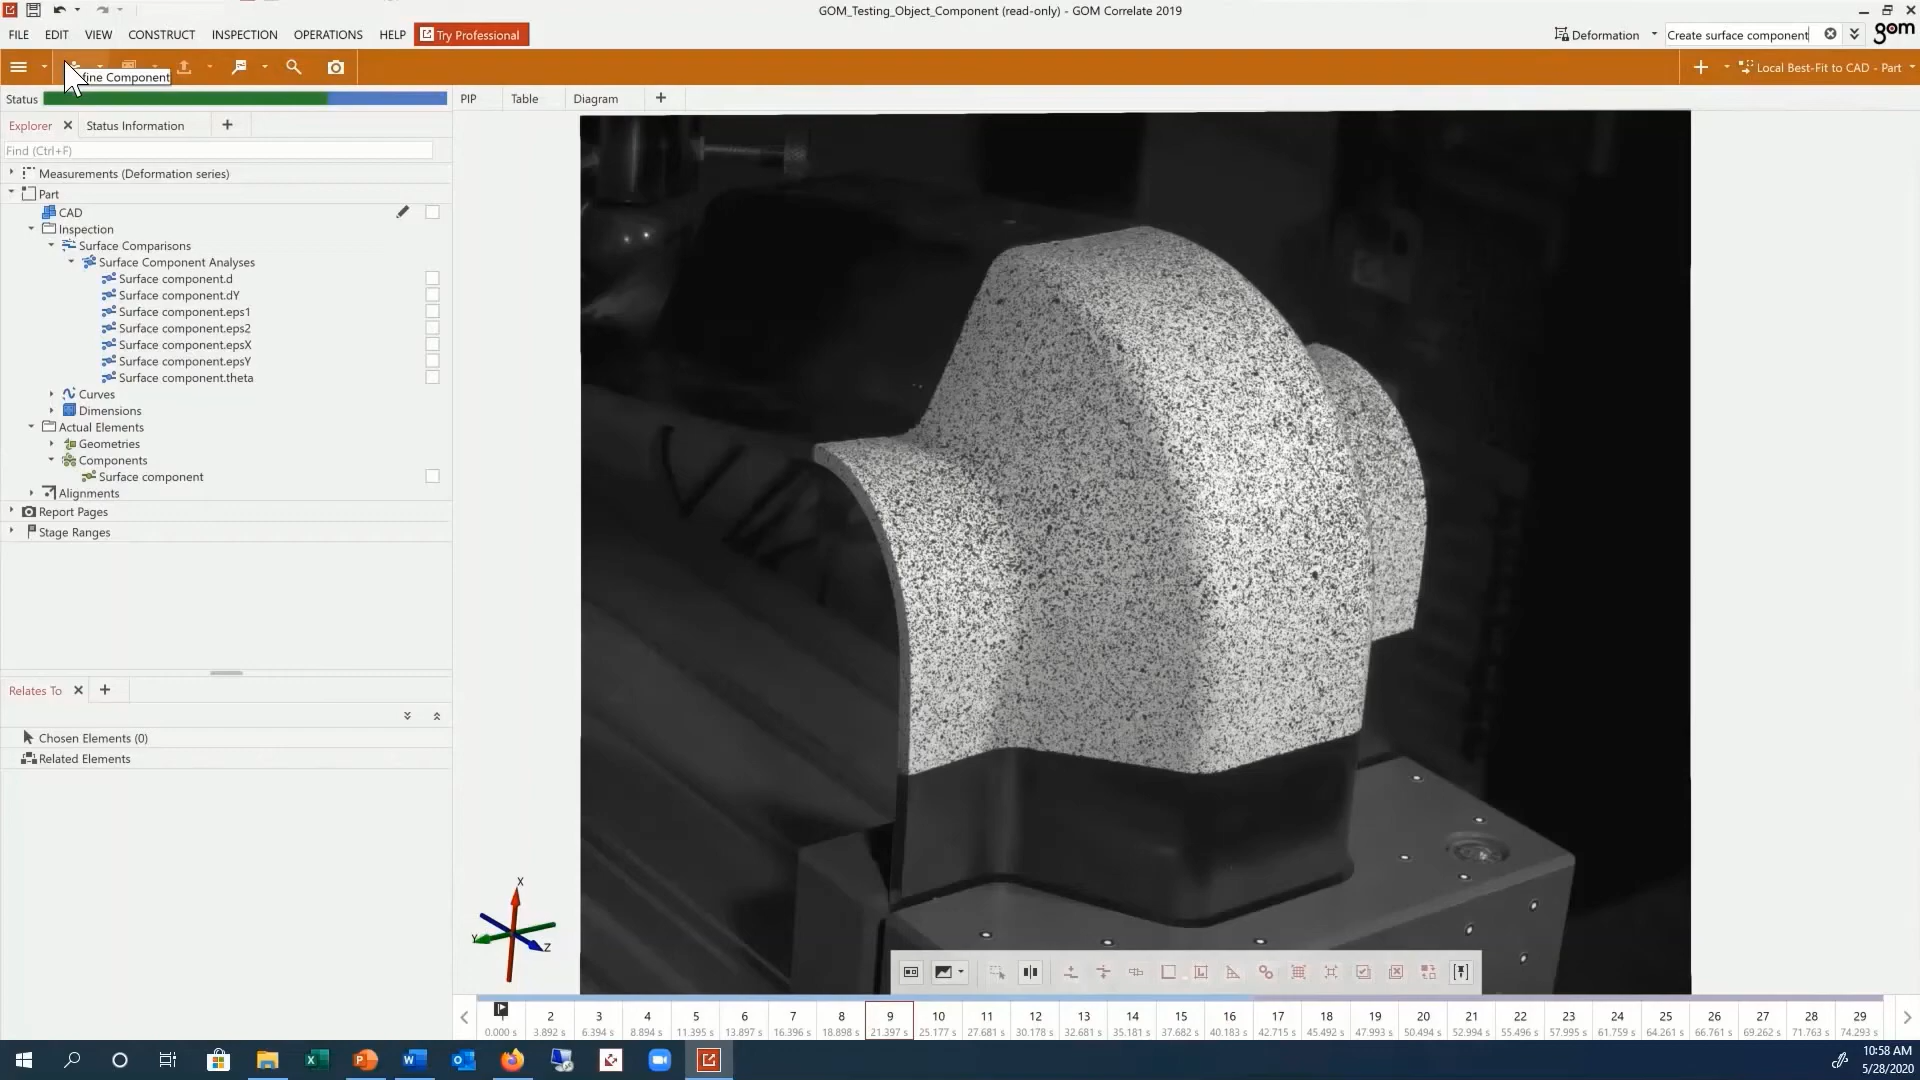 GOM_Testing_Object_Component (read-only) - GOM Correlate 2019
FILE EDIT VIEW CONSTRUCT INSPECTION OPERATIONS HELP Try Professional Deformation Create surface component gom
fine Component Local Best-Fit to CAD - Part
Status PIP Table Diagram
Explorer Status Information
Find (Ctrl+F)
Measurements (Deformation series)
Part
CAD
Inspection
Surface Comparisons
Surface Component Analyses
Surface component.d
Surface component.dY
Surface component.eps1
Surface component.eps2
Surface component.epsX
Surface component.epsY
Surface component.theta
Curves
Dimensions
Actual Elements
Geometries
Components
Surface component
Alignments
Report Pages
Stage Ranges
Relates To
Chosen Elements (0)
Related Elements
X
Y
Z
2 3 4 5 6 7 8 9 10 11 12 13 14 15 16 17 18 19 20 21 22 23 24 25 26 27 28 29
0.000 s 3.892 s 6.394 s 8.894 s 11.395 s 13.897 s 16.396 s 18.898 s 21.397 s 25.177 s 27.681 s 30.178 s 32.681 s 35.181 s 37.682 s 40.183 s 42.715 s 45.492 s 47.993 s 50.494 s 52.994 s 55.496 s 57.995 s 61.759 s 64.261 s 66.761 s 69.262 s 71.763 s 74.293 s
10:58 AM
5/28/2020